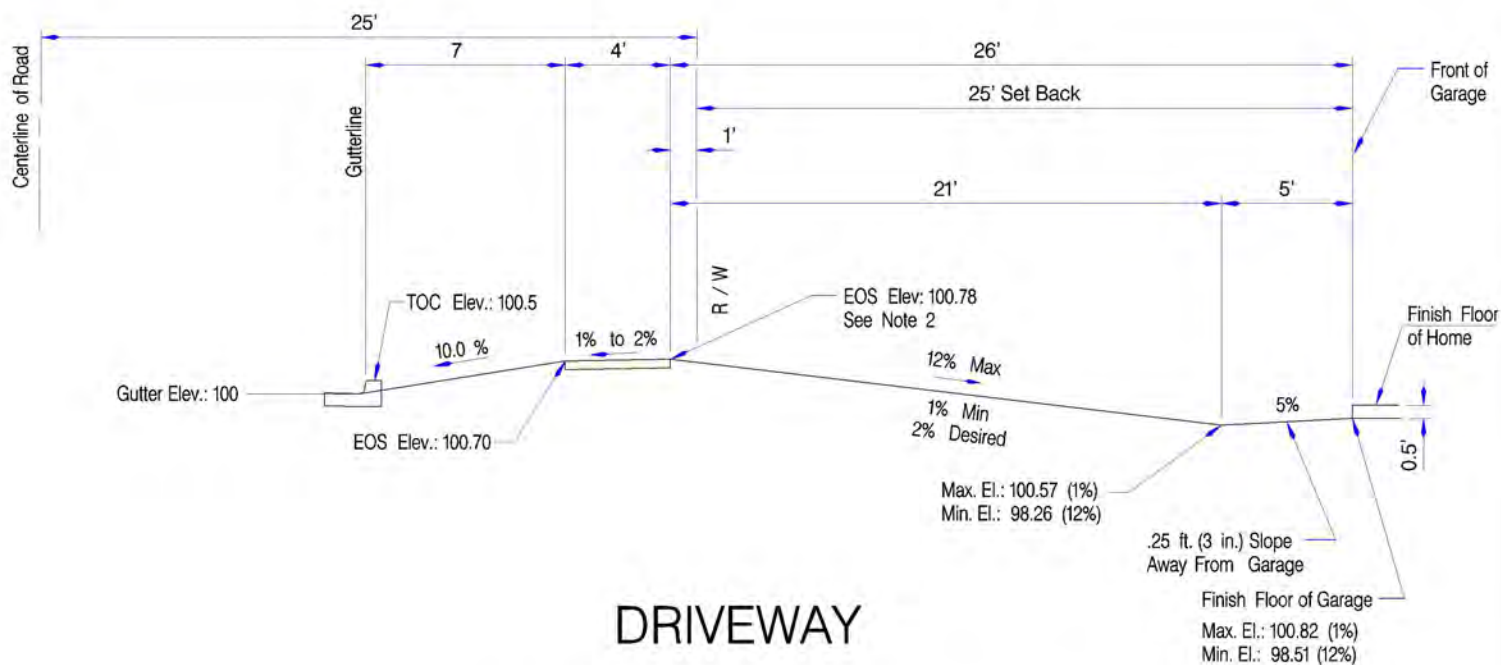 25'
7
4'
26'
Centerline of Road
Gutterline
25' Set Back
Front of
Garage
1'
21'
5'
R / W
TOC Elev.: 100.5
EOS Elev: 100.78
See Note 2
Finish Floor
of Home
10.0 %
1% to 2%
12% Max
1% Min
2% Desired
5%
Gutter Elev.: 100
0.5'
EOS Elev.: 100.70
Max. El.: 100.57 (1%)
Min. El.: 98.26 (12%)
.25 ft. (3 in.) Slope
Away From Garage
Finish Floor of Garage
Max. El.: 100.82 (1%)
Min. El.: 98.51 (12%)
DRIVEWAY